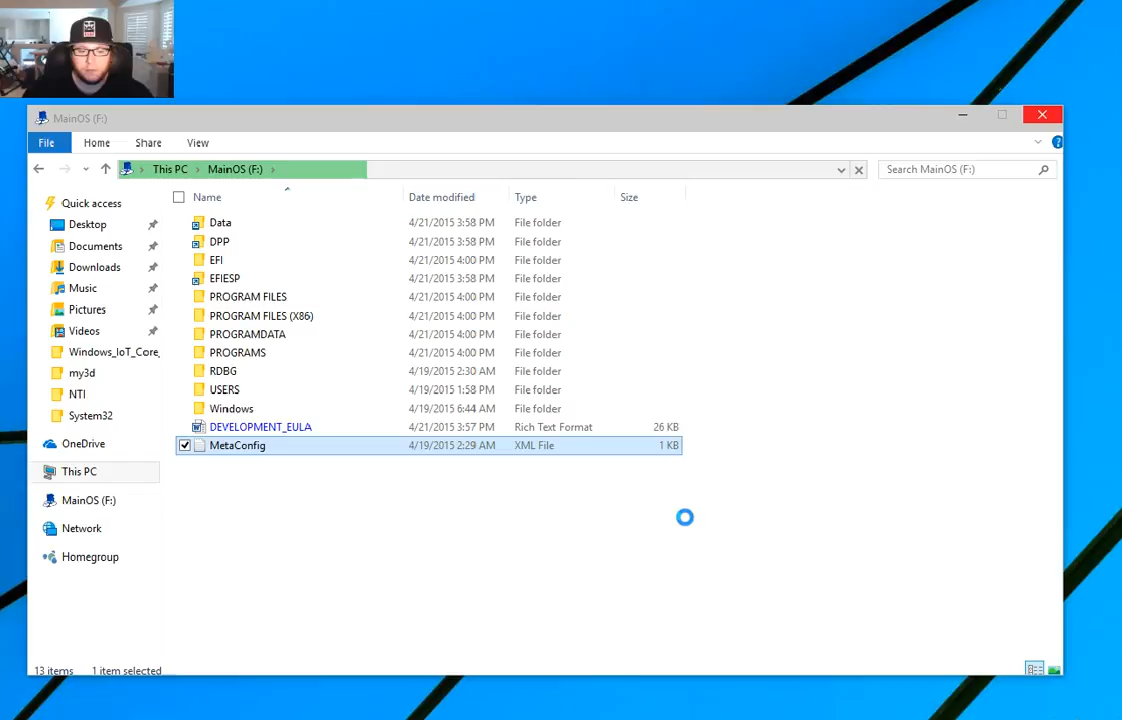 MainOS (F:)
File Home Share View
This PC MainOS (F:) Search MainOS (F:)
Name Date modified Type Size
Quick access
Desktop
Documents
Downloads
Music
Pictures
Videos
Windows_IoT_Core_
my3d
NTI
System32
OneDrive
This PC
MainOS (F:)
Network
Homegroup
Data 4/21/2015 3:58 PM File folder
DPP 4/21/2015 3:58 PM File folder
EFI 4/21/2015 4:00 PM File folder
EFIESP 4/21/2015 3:58 PM File folder
PROGRAM FILES 4/21/2015 4:00 PM File folder
PROGRAM FILES (X86) 4/21/2015 4:00 PM File folder
PROGRAMDATA 4/21/2015 4:00 PM File folder
PROGRAMS 4/21/2015 4:00 PM File folder
RDBG 4/19/2015 2:30 AM File folder
USERS 4/19/2015 1:58 PM File folder
Windows 4/19/2015 6:44 AM File folder
DEVELOPMENT_EULA 4/21/2015 3:57 PM Rich Text Format 26 KB
MetaConfig 4/19/2015 2:29 AM XML File 1 KB
13 items 1 item selected